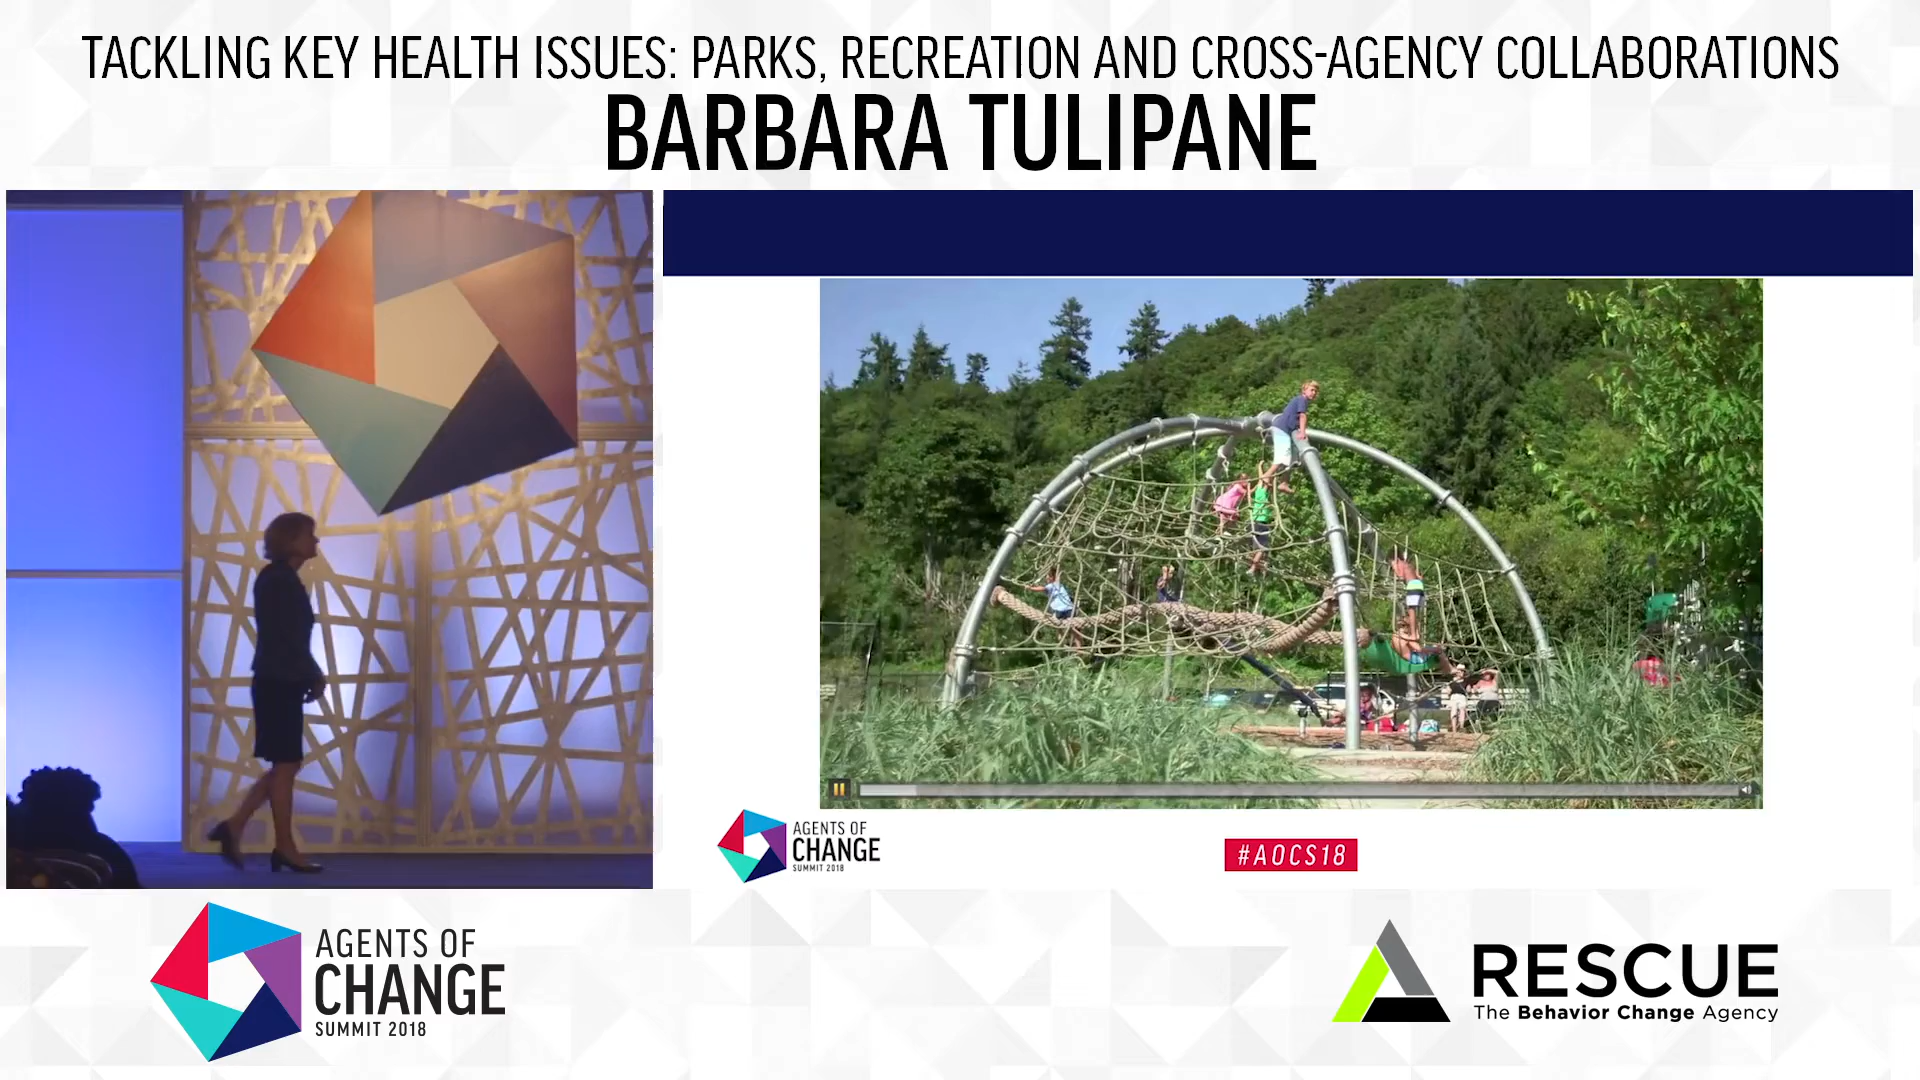 TACKLING KEY HEALTH ISSUES: PARKS, RECREATION AND CROSS-AGENCY COLLABORATIONS
BARBARA TULIPANE
AGENTS OF
CHANGE
SUMMIT 2018
#AOCS18
AGENTS OF
CHANGE
SUMMIT 2018
RESCUE
The Behavior Change Agency